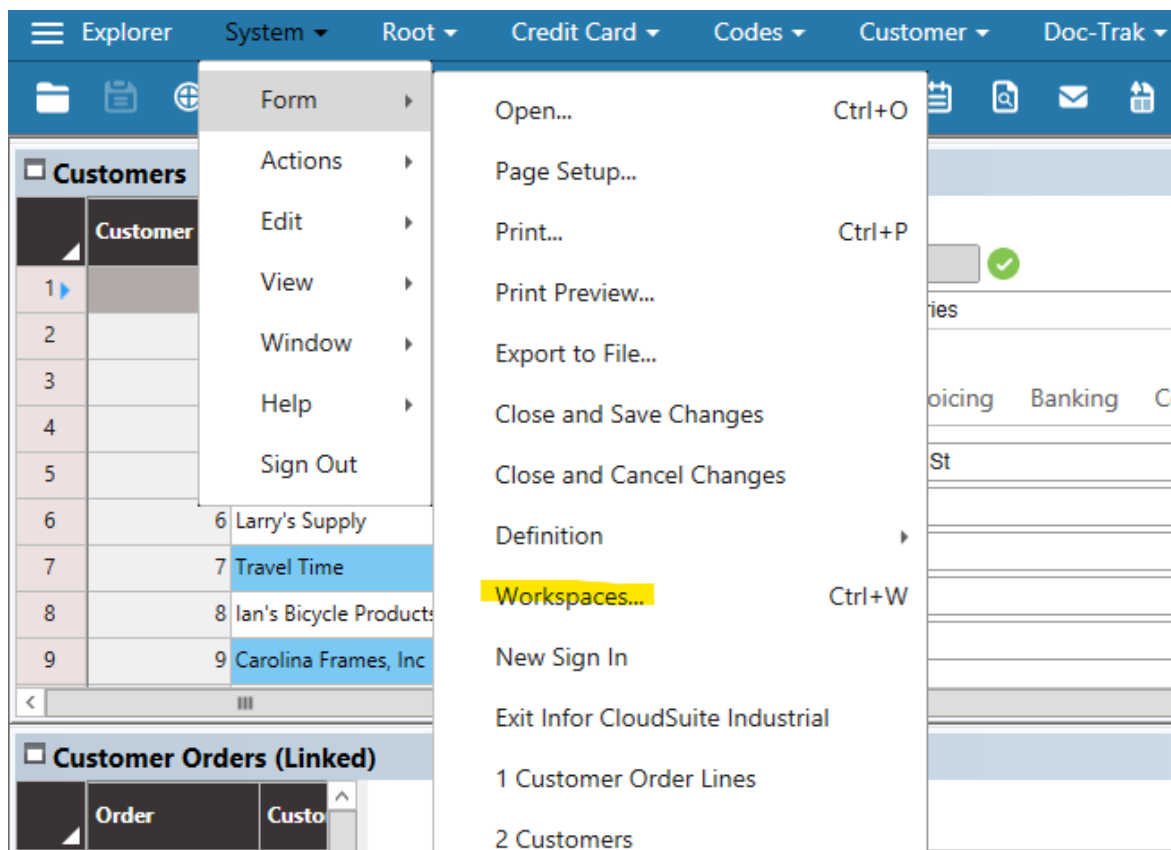 Explorer System Root Credit Card Codes Customer Doc-Trak
Form
Actions
Edit
View
Window
Help
Sign Out
Open... Ctrl+O
Page Setup...
Print... Ctrl+P
Print Preview...
Export to File...
Close and Save Changes
Close and Cancel Changes
Definition
Workspaces... Ctrl+W
New Sign In
Exit Infor CloudSuite Industrial
1 Customer Order Lines
2 Customers
Customers
Customer
1
2
3
4
5
6 6 Larry's Supply
7 7 Travel Time
8 8 Ian's Bicycle Products
9 9 Carolina Frames, Inc
ries
oicing Banking C
St
Customer Orders (Linked)
Order Custo